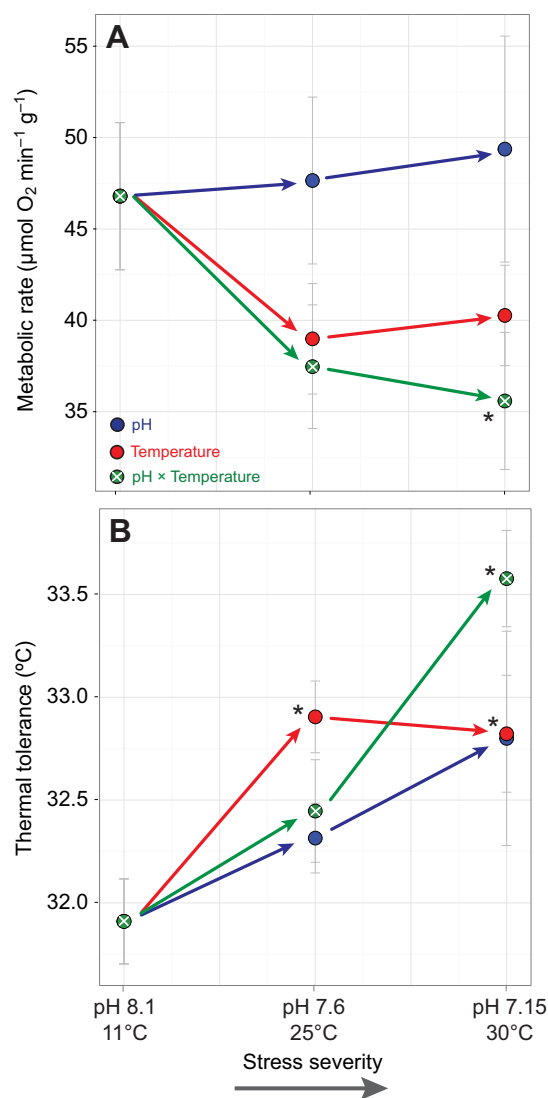 A
55
50
45
40
35
Metabolic rate (µmol O₂ min⁻¹ g⁻¹)
pH
Temperature
pH × Temperature
*
B
33.5
33.0
32.5
32.0
Thermal tolerance (ºC)
*
*
*
pH 8.1 pH 7.6 pH 7.15
11°C 25°C 30°C
Stress severity